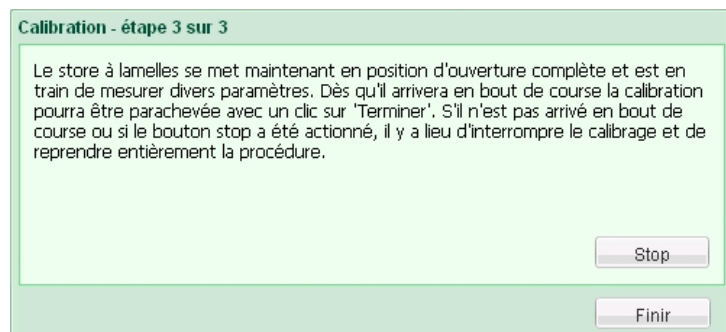 Calibration - étape 3 sur 3
Le store à lamelles se met maintenant en position d'ouverture complète et est en
train de mesurer divers paramètres. Dès qu'il arrivera en bout de course la calibration
pourra être parachevée avec un clic sur 'Terminer'. S'il n'est pas arrivé en bout de
course ou si le bouton stop a été actionné, il y a lieu d'interrompre le calibrage et de
reprendre entièrement la procédure.
Stop
Finir